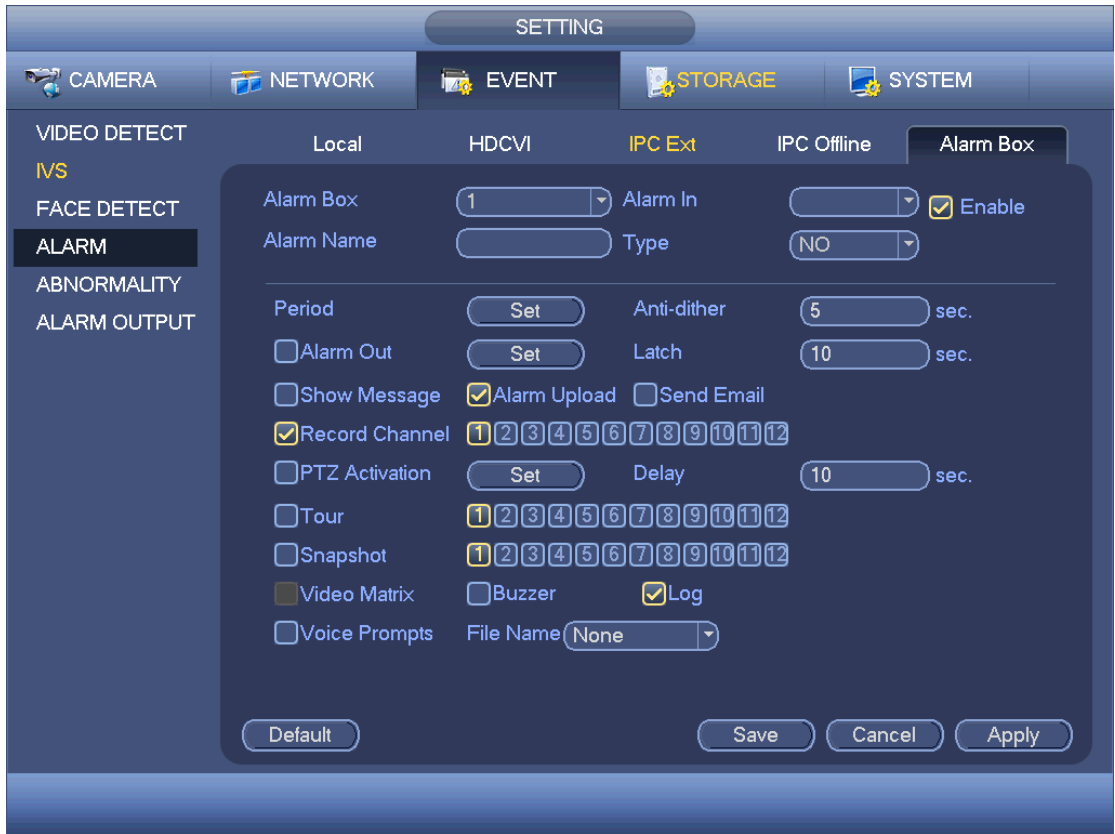 SETTING
CAMERA NETWORK EVENT STORAGE SYSTEM
VIDEO DETECT
IVS
FACE DETECT
ALARM
ABNORMALITY
ALARM OUTPUT
Local HDCVI IPC Ext IPC Offline Alarm Box
Alarm Box 1 Alarm In Enable
Alarm Name Type NO
Period Set Anti-dither 5 sec.
Alarm Out Set Latch 10 sec.
Show Message Alarm Upload Send Email
Record Channel 1 2 3 4 5 6 7 8 9 10 11 12
PTZ Activation Set Delay 10 sec.
Tour 1 2 3 4 5 6 7 8 9 10 11 12
Snapshot 1 2 3 4 5 6 7 8 9 10 11 12
Video Matrix Buzzer Log
Voice Prompts File Name None
Default Save Cancel Apply